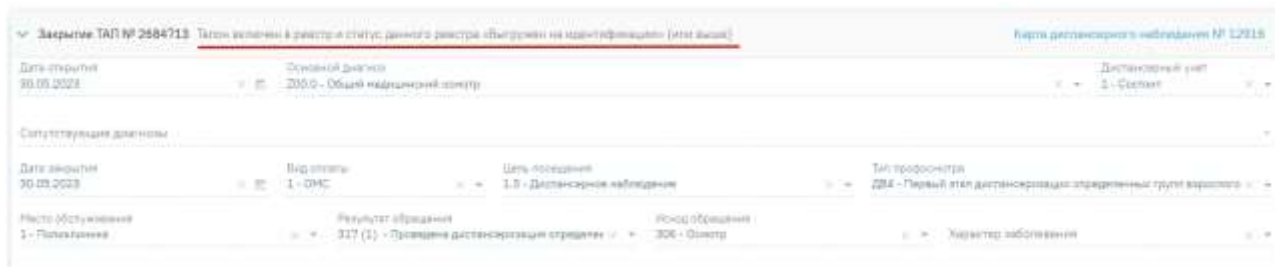 Закрытие ТАП № 2684713 Талон включен в реестр и статус данного реестра «Выгружен на идентификацию» (или выше) Карта диспансерного наблюдения № 12918
Дата открытия Основной диагноз Диспансерный учет
30.05.2023 Z00.0 - Общий медицинский осмотр 1 - Состоит
Сопутствующие диагнозы
Дата закрытия Вид оплаты Цель посещения Тип профосмотра
30.05.2023 1 - ОМС 1.3 - Диспансерное наблюдение ДВ4 - Первый этап диспансеризации определенных групп взрослого
Место обслуживания Результат обращения Исход обращения
1 - Поликлиника 317 (1) - Проведена диспансеризация определен 306 - Осмотр Характер заболевания